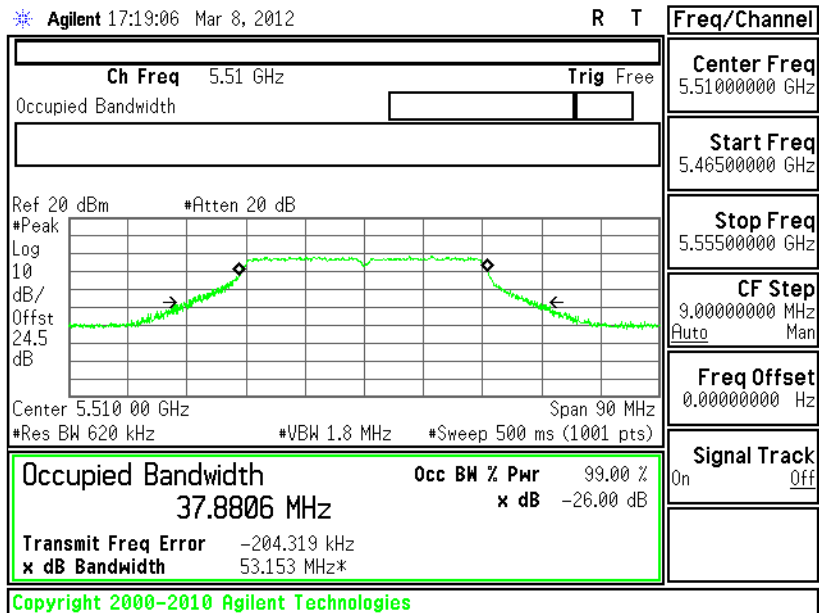 Agilent 17:19:06 Mar 8, 2012 R T
Freq/Channel
Ch Freq 5.51 GHz Trig Free
Occupied Bandwidth
Center Freq
5.51000000 GHz
Start Freq
5.46500000 GHz
Stop Freq
5.55500000 GHz
CF Step
9.00000000 MHz
Auto Man
Freq Offset
0.00000000 Hz
Signal Track
On Off
Ref 20 dBm #Atten 20 dB
#Peak
Log
10
dB/
Offst
24.5
dB
Center 5.510 00 GHz Span 90 MHz
#Res BW 620 kHz #VBW 1.8 MHz #Sweep 500 ms (1001 pts)
Occupied Bandwidth Occ BW % Pwr 99.00 %
37.8806 MHz x dB -26.00 dB
Transmit Freq Error -204.319 kHz
x dB Bandwidth 53.153 MHz*
Copyright 2000-2010 Agilent Technologies